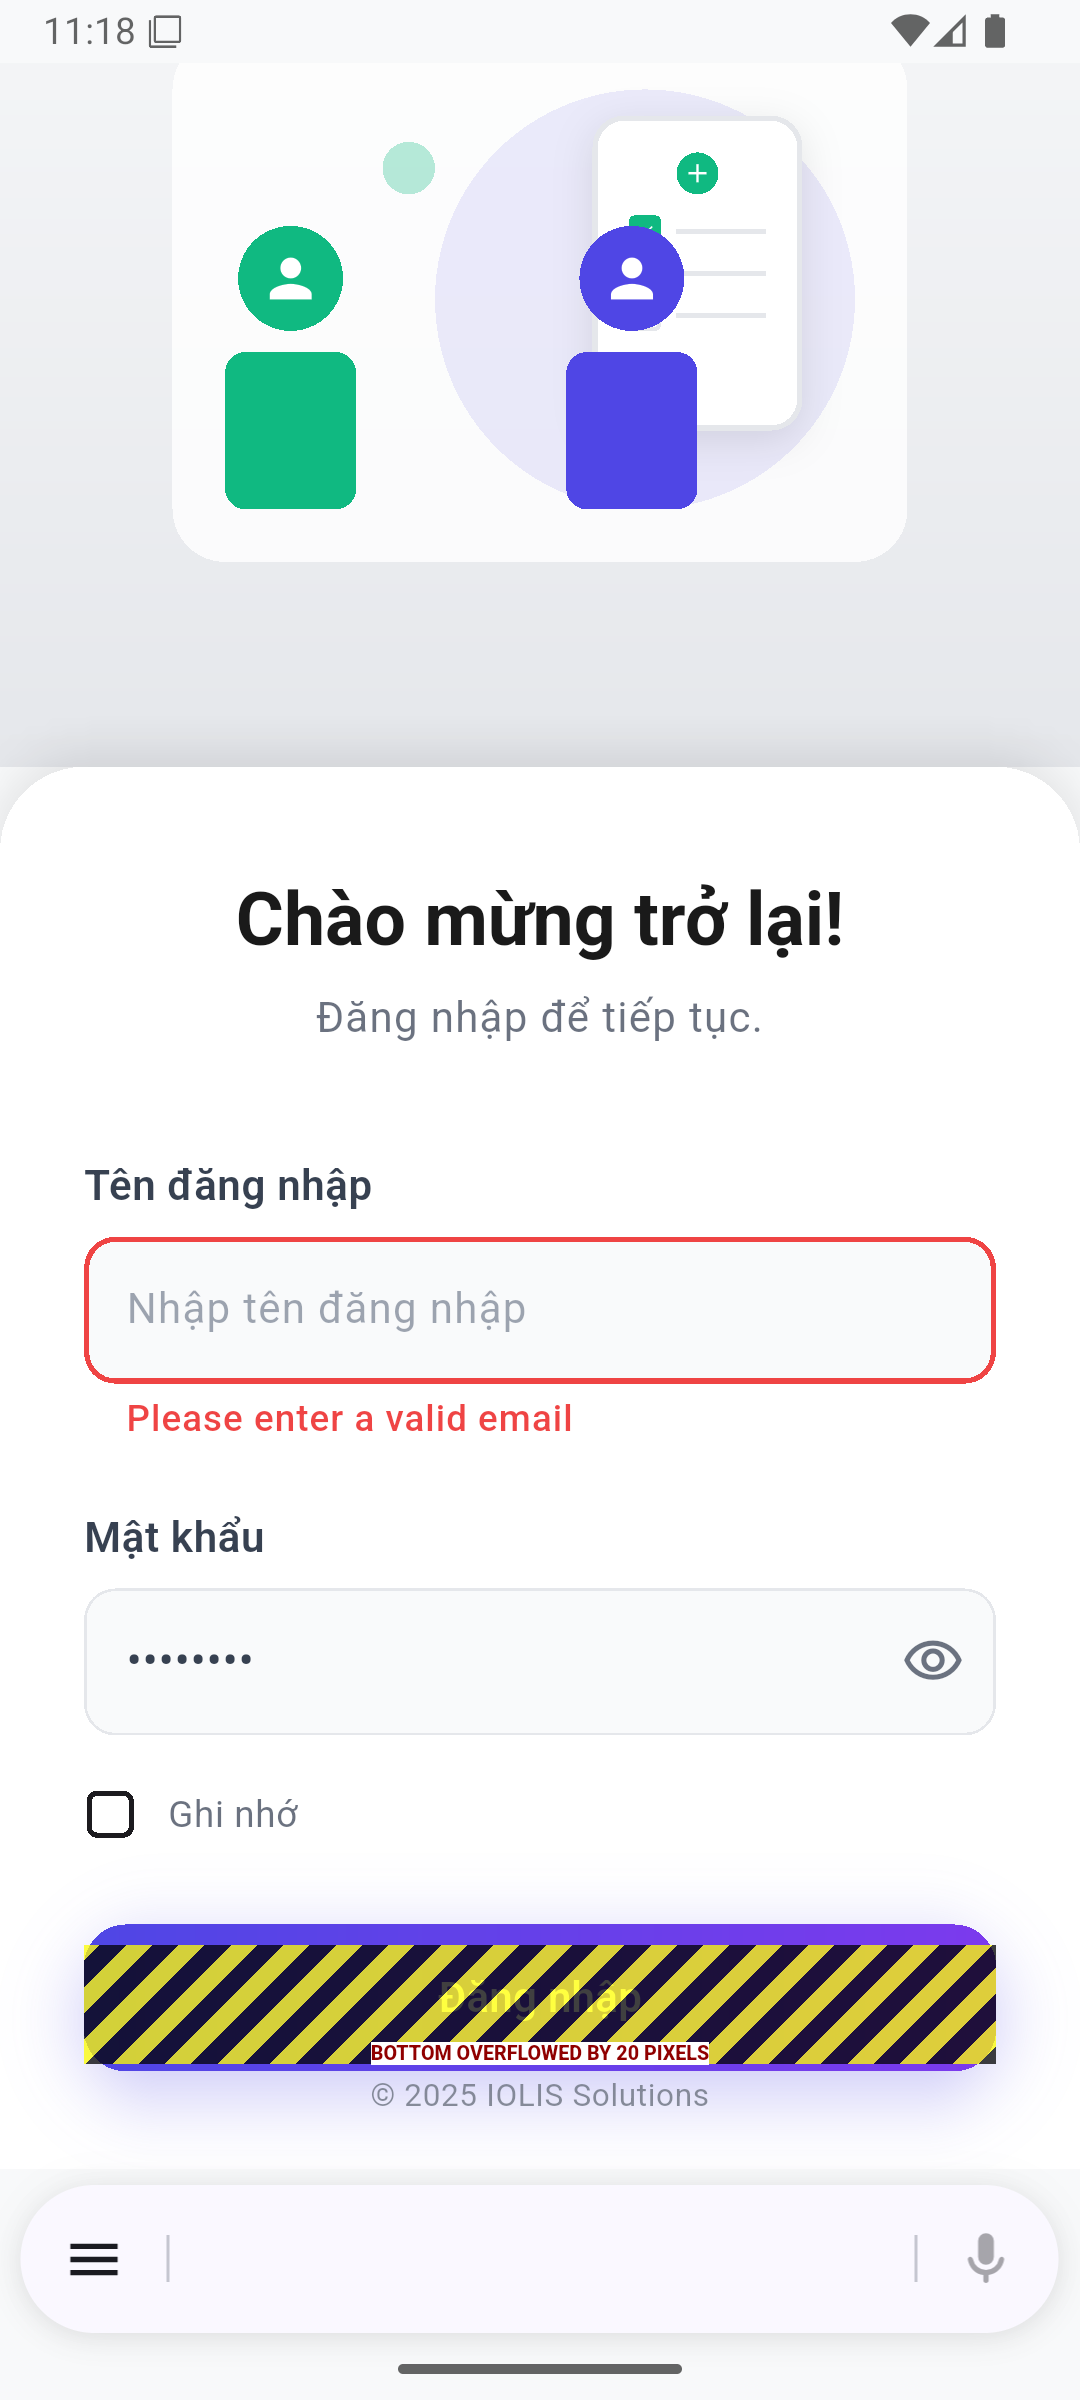 11:18
Chào mừng trở lại!
Đăng nhập để tiếp tục.
Tên đăng nhập
Nhập tên đăng nhập
Please enter a valid email
Mật khẩu
••••••••
Ghi nhớ
Đăng nhập
BOTTOM OVERFLOWED BY 20 PIXELS
© 2025 IOLIS Solutions